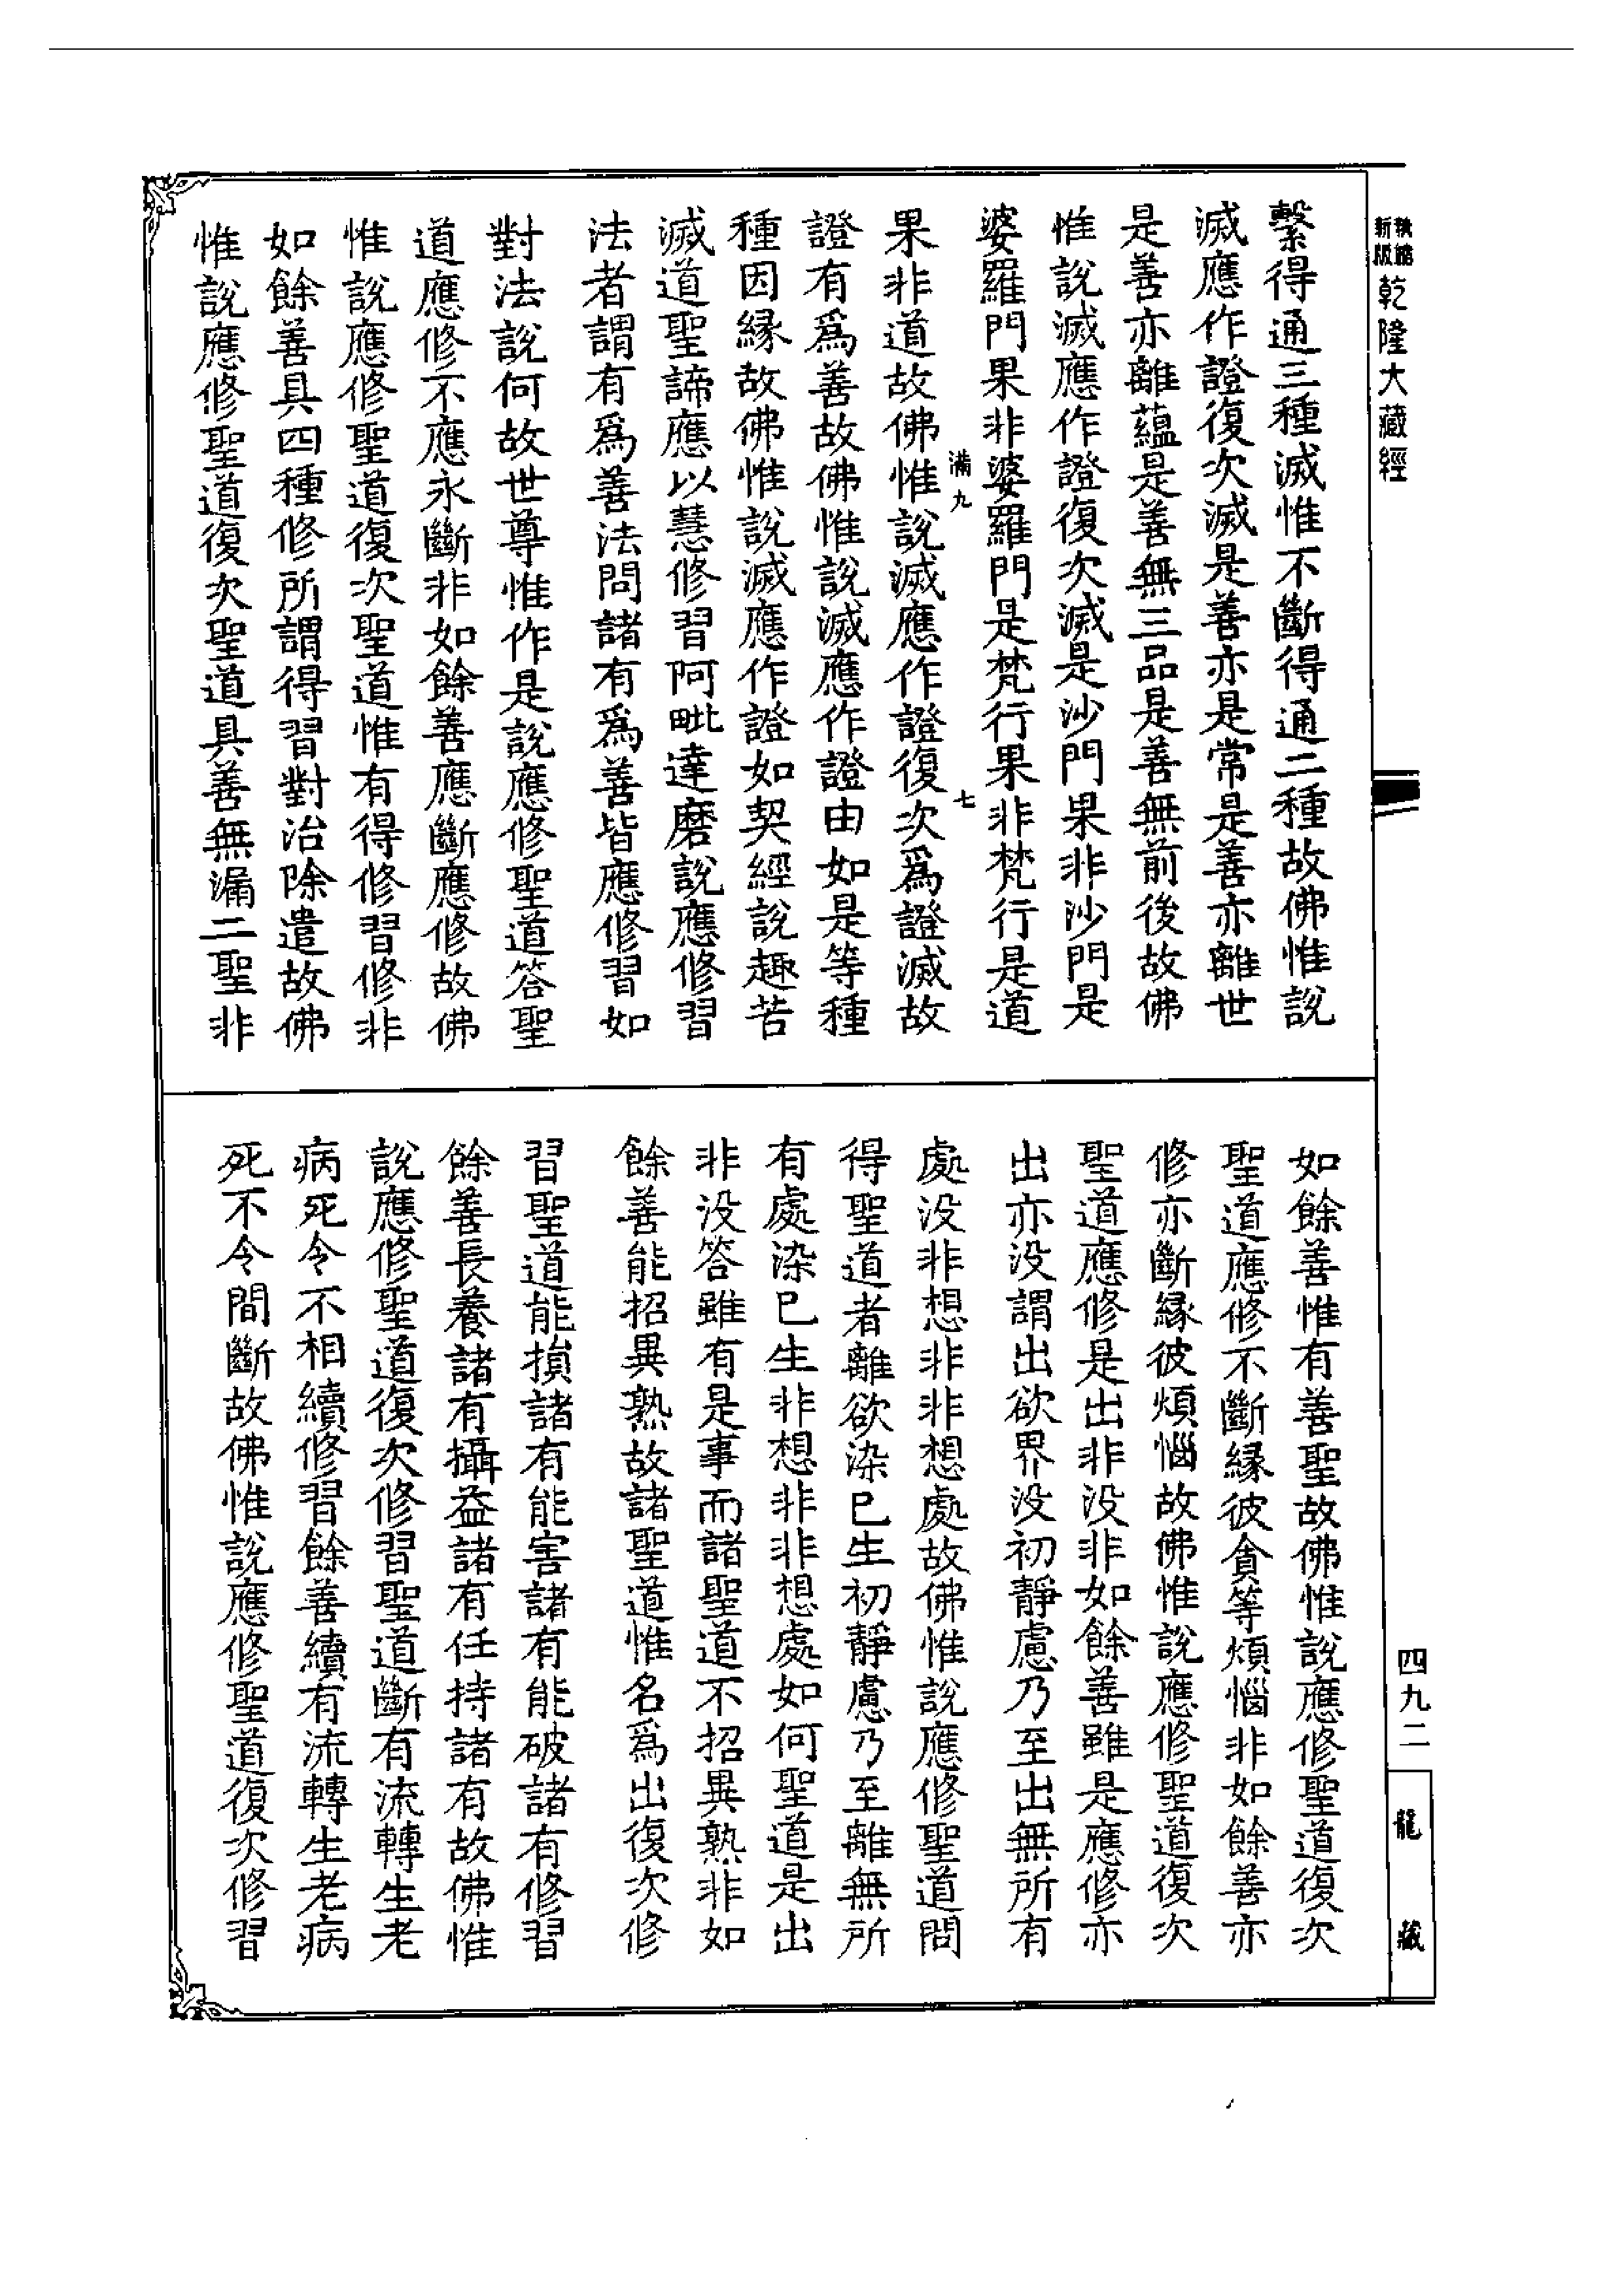 新版
乾隆大藏經
繫得通三種滅惟不斷得通二種故佛惟說
滅應作證復次滅是善亦是常是善亦離世
是善亦離蘊是善無三品是善無前後故佛
惟說滅應作證復次滅是沙門果非沙門是
婆羅門果非婆羅門是梵行果非梵行是道
滿九
七
果非道故佛惟說滅應作證復次為證滅故
證有為善故佛惟說滅應作證由如是等種
種因緣故佛惟說滅應作證如契經說趣苦
滅道聖諦應以慧修習阿毗達磨說應修習
法者謂有為善法問諸有為善皆應修習如
對法說何故世尊惟作是說應修聖道答聖
道應修不應永斷非如餘善應斷應修故佛
惟說應修聖道復次聖道惟有得修習修非
如餘善具四種修所謂得習對治除遣故佛
惟說應修聖道復次聖道具善無漏二聖非
如餘善惟有善聖故佛惟說應修聖道復次
聖道應修不斷緣彼貪等煩惱非如餘善亦
修亦斷緣彼煩惱故佛惟說應修聖道復次
聖道應修是出非没非如餘善雖是應修亦
出亦没謂出欲界没初靜慮乃至出無所有
處没非想非非想處故佛惟說應修聖道問
得聖道者離欲染已生初靜慮乃至離無所
有處染已生非想非非想處如何聖道是出
非没答雖有是事而諸聖道不招異熟非如
餘善能招異熟故諸聖道惟名為出復次修
習聖道能損諸有能害諸有能破諸有修習
餘善長養諸有攝益諸有任持諸有故佛惟
說應修聖道復次修習聖道斷有流轉生老
病死令不相續修習餘善續有流轉生老病
死不令間斷故佛惟說應修聖道復次修習
四九二
龍藏